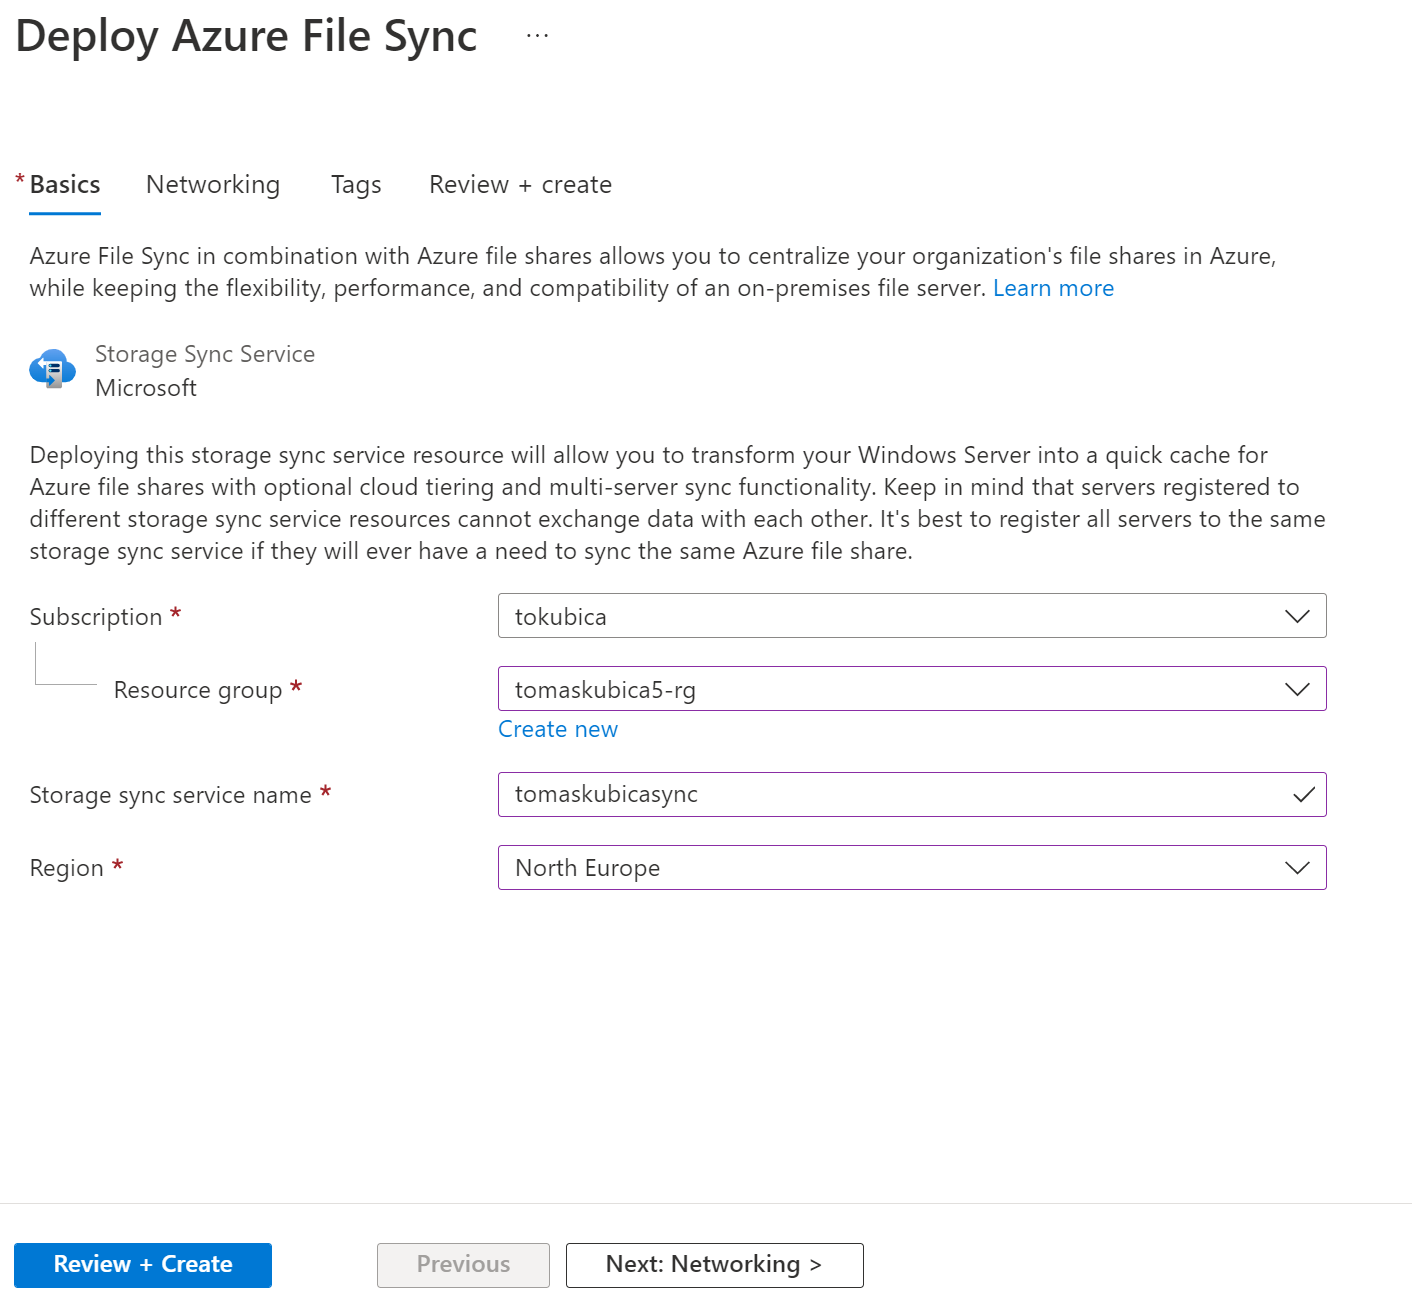 Deploy Azure File Sync ...
* Basics Networking Tags Review + create
Azure File Sync in combination with Azure file shares allows you to centralize your organization's file shares in Azure,
while keeping the flexibility, performance, and compatibility of an on-premises file server. Learn more
Storage Sync Service
Microsoft
Deploying this storage sync service resource will allow you to transform your Windows Server into a quick cache for
Azure file shares with optional cloud tiering and multi-server sync functionality. Keep in mind that servers registered to
different storage sync service resources cannot exchange data with each other. It's best to register all servers to the same
storage sync service if they will ever have a need to sync the same Azure file share.
Subscription * tokubica
Resource group * tomaskubica5-rg
Create new
Storage sync service name * tomaskubicasync
Region * North Europe
Review + Create Previous Next: Networking >